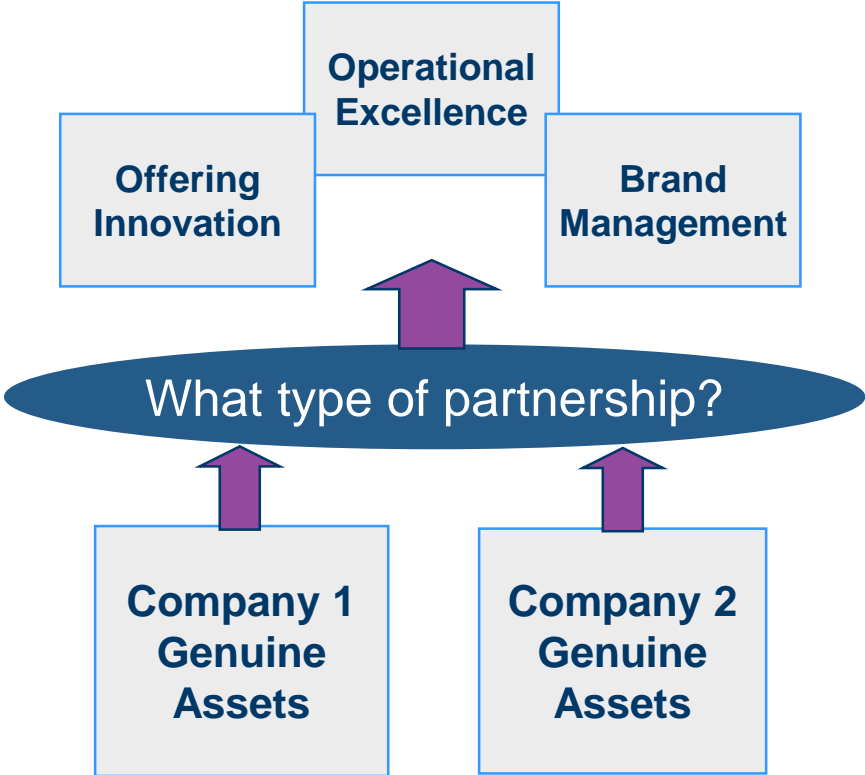 Operational
Excellence
Offering
Innovation
Brand
Management
What type of partnership?
Company 1
Genuine
Assets
Company 2
Genuine
Assets